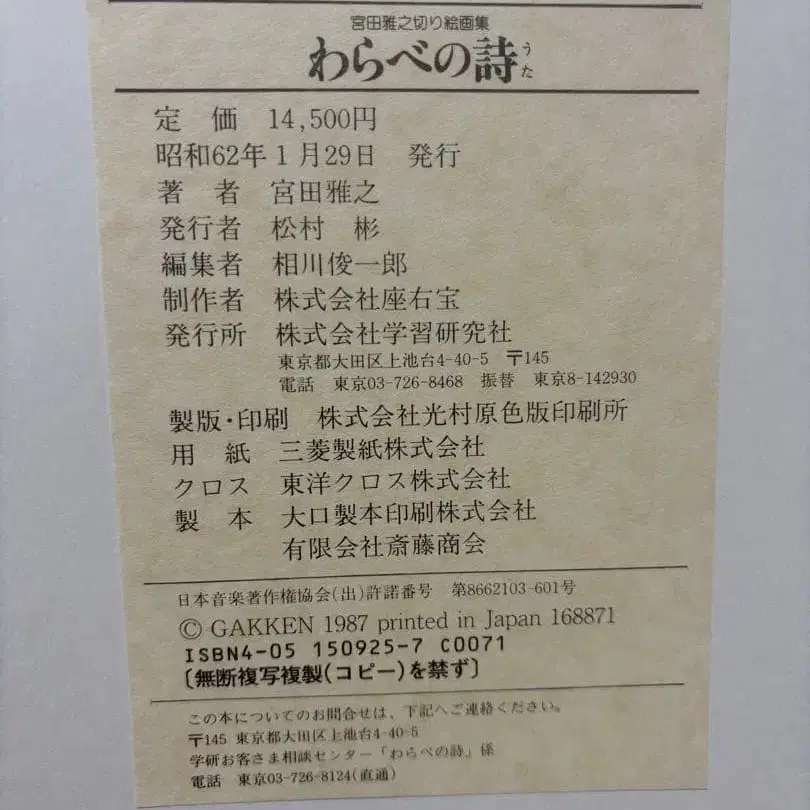 宮田雅之切り絵画集
わらべの詩うた
定　価　14,500円
昭和62年1月29日　発行
著　者　宮田雅之
発行者　松村　彬
編集者　相川俊一郎
制作者　株式会社座右宝
発行所　株式会社学習研究社
東京都大田区上池台4-40-5　〒145
電話　東京03-726-8468　振替　東京8-142930
製版・印刷　株式会社光村原色版印刷所
用　紙　三菱製紙株式会社
クロス　東洋クロス株式会社
製　本　大口製本印刷株式会社
有限会社斎藤商会
日本音楽著作権協会(出)許諾番号　第8662103-601号
© GAKKEN 1987 printed in Japan 168871
ISBN4-05 150925-7 C0071
〔無断複写複製(コピー)を禁ず〕
この本についてのお問合せは、下記へご連絡ください。
〒145 東京都大田区上池台4-40-5
学研お客さま相談センター「わらべの詩」係
電話　東京03-726-8124(直通)